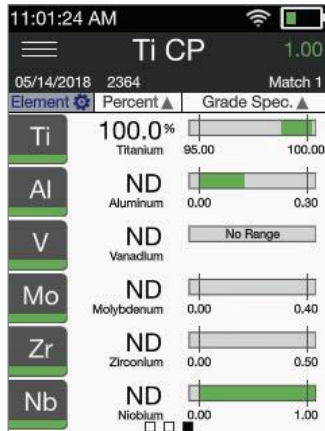 11:01:24 AM
Ti CP 1.00
05/14/2018 2364 Match 1
Element Percent▲ Grade Spec.▲
Ti 100.0%
Titanium 95.00 100.00
Al ND
Aluminum 0.00 0.30
V ND No Range
Vanadium
Mo ND
Molybdenum 0.00 0.40
Zr ND
Zirconium 0.00 0.50
Nb ND
Niobium 0.00 1.00